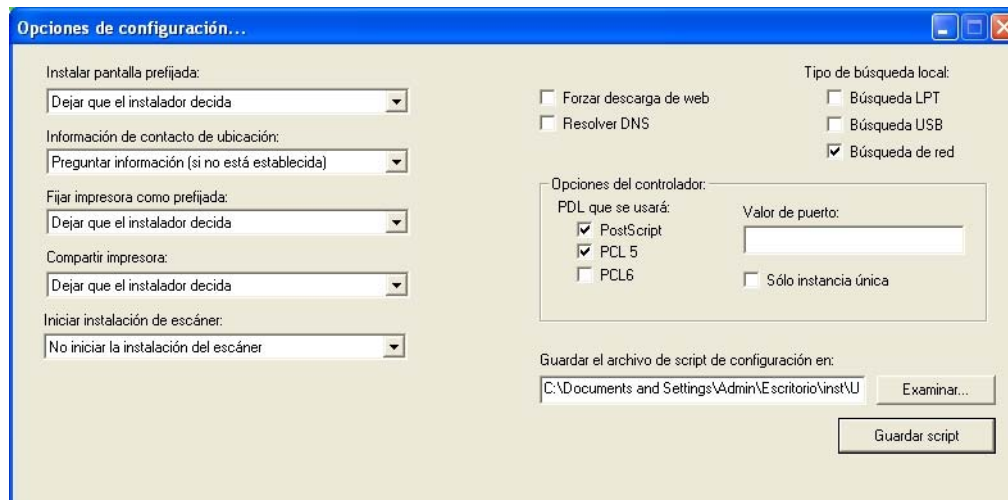 Opciones de configuración...
Instalar pantalla prefijada:
Dejar que el instalador decida
Información de contacto de ubicación:
Preguntar información (si no está establecida)
Fijar impresora como prefijada:
Dejar que el instalador decida
Compartir impresora:
Dejar que el instalador decida
Iniciar instalación de escáner:
No iniciar la instalación del escáner
Forzar descarga de web
Resolver DNS
Tipo de búsqueda local:
Búsqueda LPT
Búsqueda USB
Búsqueda de red
Opciones del controlador:
PDL que se usará:
PostScript
PCL 5
PCL6
Valor de puerto:
Sólo instancia única
Guardar el archivo de script de configuración en:
C:\Documents and Settings\Admin\Escritorio\inst\U
Examinar...
Guardar script